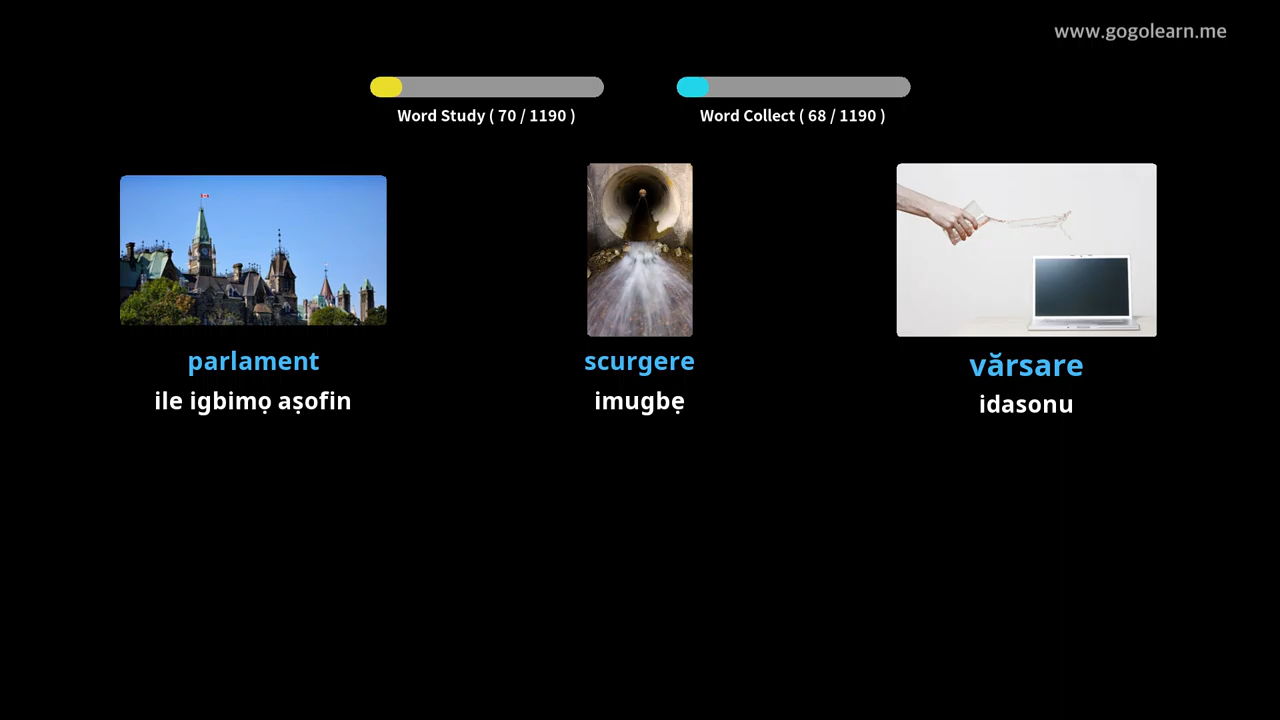 www.gogolearn.me
Word Study ( 70 / 1190 )
Word Collect ( 68 / 1190 )
parlament
ile igbimọ aṣofin
scurgere
imugbẹ
vărsare
idasonu